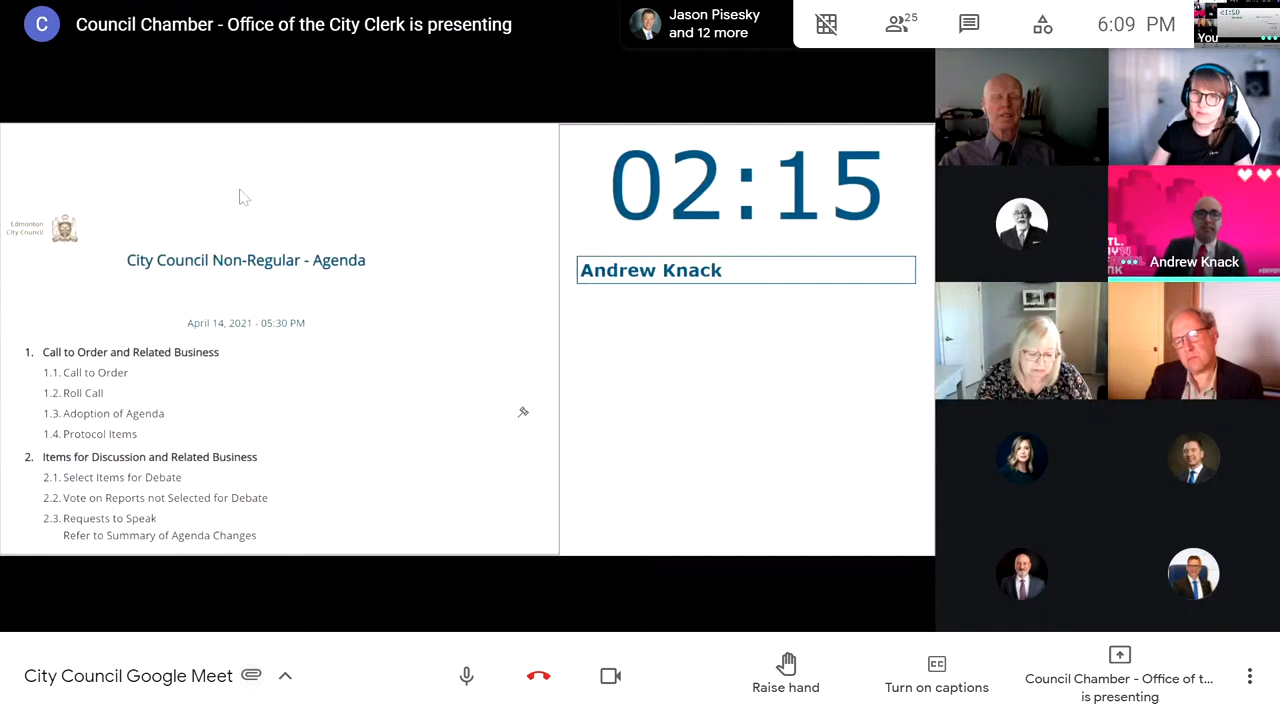 C
Council Chamber - Office of the City Clerk is presenting
Jason Pisesky
and 12 more
25
6:09 PM
02:15
You
Edmonton
City Council
City Council Non-Regular - Agenda
April 14, 2021 - 05:30 PM
1. Call to Order and Related Business
1.1. Call to Order
1.2. Roll Call
1.3. Adoption of Agenda
1.4. Protocol Items
2. Items for Discussion and Related Business
2.1. Select Items for Debate
2.2. Vote on Reports not Selected for Debate
2.3. Requests to Speak
Refer to Summary of Agenda Changes
02:15
Andrew Knack
Andrew Knack
City Council Google Meet
Raise hand
CC
Turn on captions
Council Chamber - Office of t...
is presenting